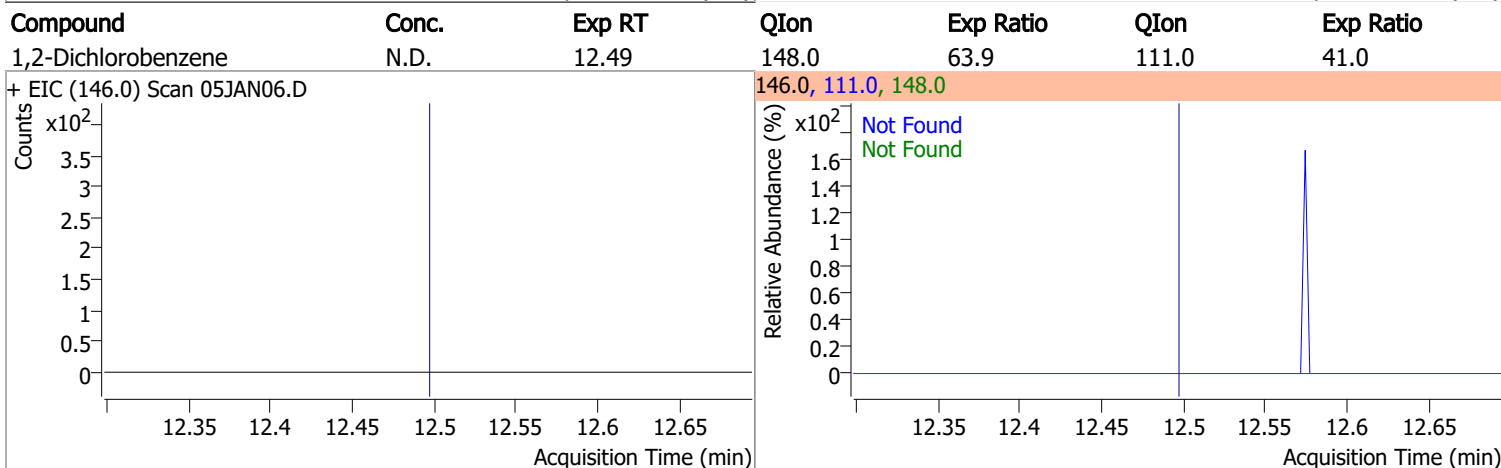 Compound Conc. Exp RT QIon Exp Ratio QIon Exp Ratio
1,2-Dichlorobenzene N.D. 12.49 148.0 63.9 111.0 41.0
+ EIC (146.0) Scan 05JAN06.D
Counts
x10²
3.5
3
2.5
2
1.5
1
0.5
0
12.35 12.4 12.45 12.5 12.55 12.6 12.65
Acquisition Time (min)
146.0, 111.0, 148.0
Relative Abundance (%)
x10²
Not Found
Not Found
1.6
1.4
1.2
1
0.8
0.6
0.4
0.2
0
12.35 12.4 12.45 12.5 12.55 12.6 12.65
Acquisition Time (min)